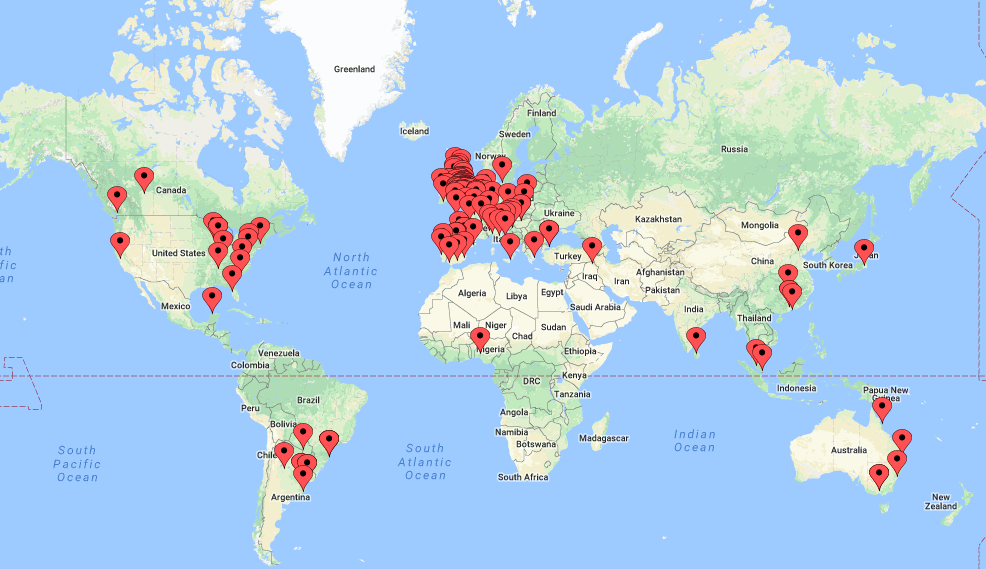 Greenland
Iceland
Finland
Sweden
Norway
Russia
Canada
Ukraine
Kazakhstan
Mongolia
United States
North
Atlantic
Ocean
Turkey
China
South Korea
Iraq
Iran
Afghanistan
Pakistan
Mexico
Algeria
Libya
Egypt
Saudi Arabia
India
Thailand
Mali
Niger
Chad
Sudan
Nigeria
Ethiopia
Venezuela
Colombia
DRC
Kenya
Tanzania
Indonesia
Papua New
Guinea
Peru
Brazil
Bolivia
Angola
Namibia
Botswana
Madagascar
South
Pacific
Ocean
Chile
South
Atlantic
Ocean
Indian
Ocean
Australia
South Africa
Argentina
New
Zealand